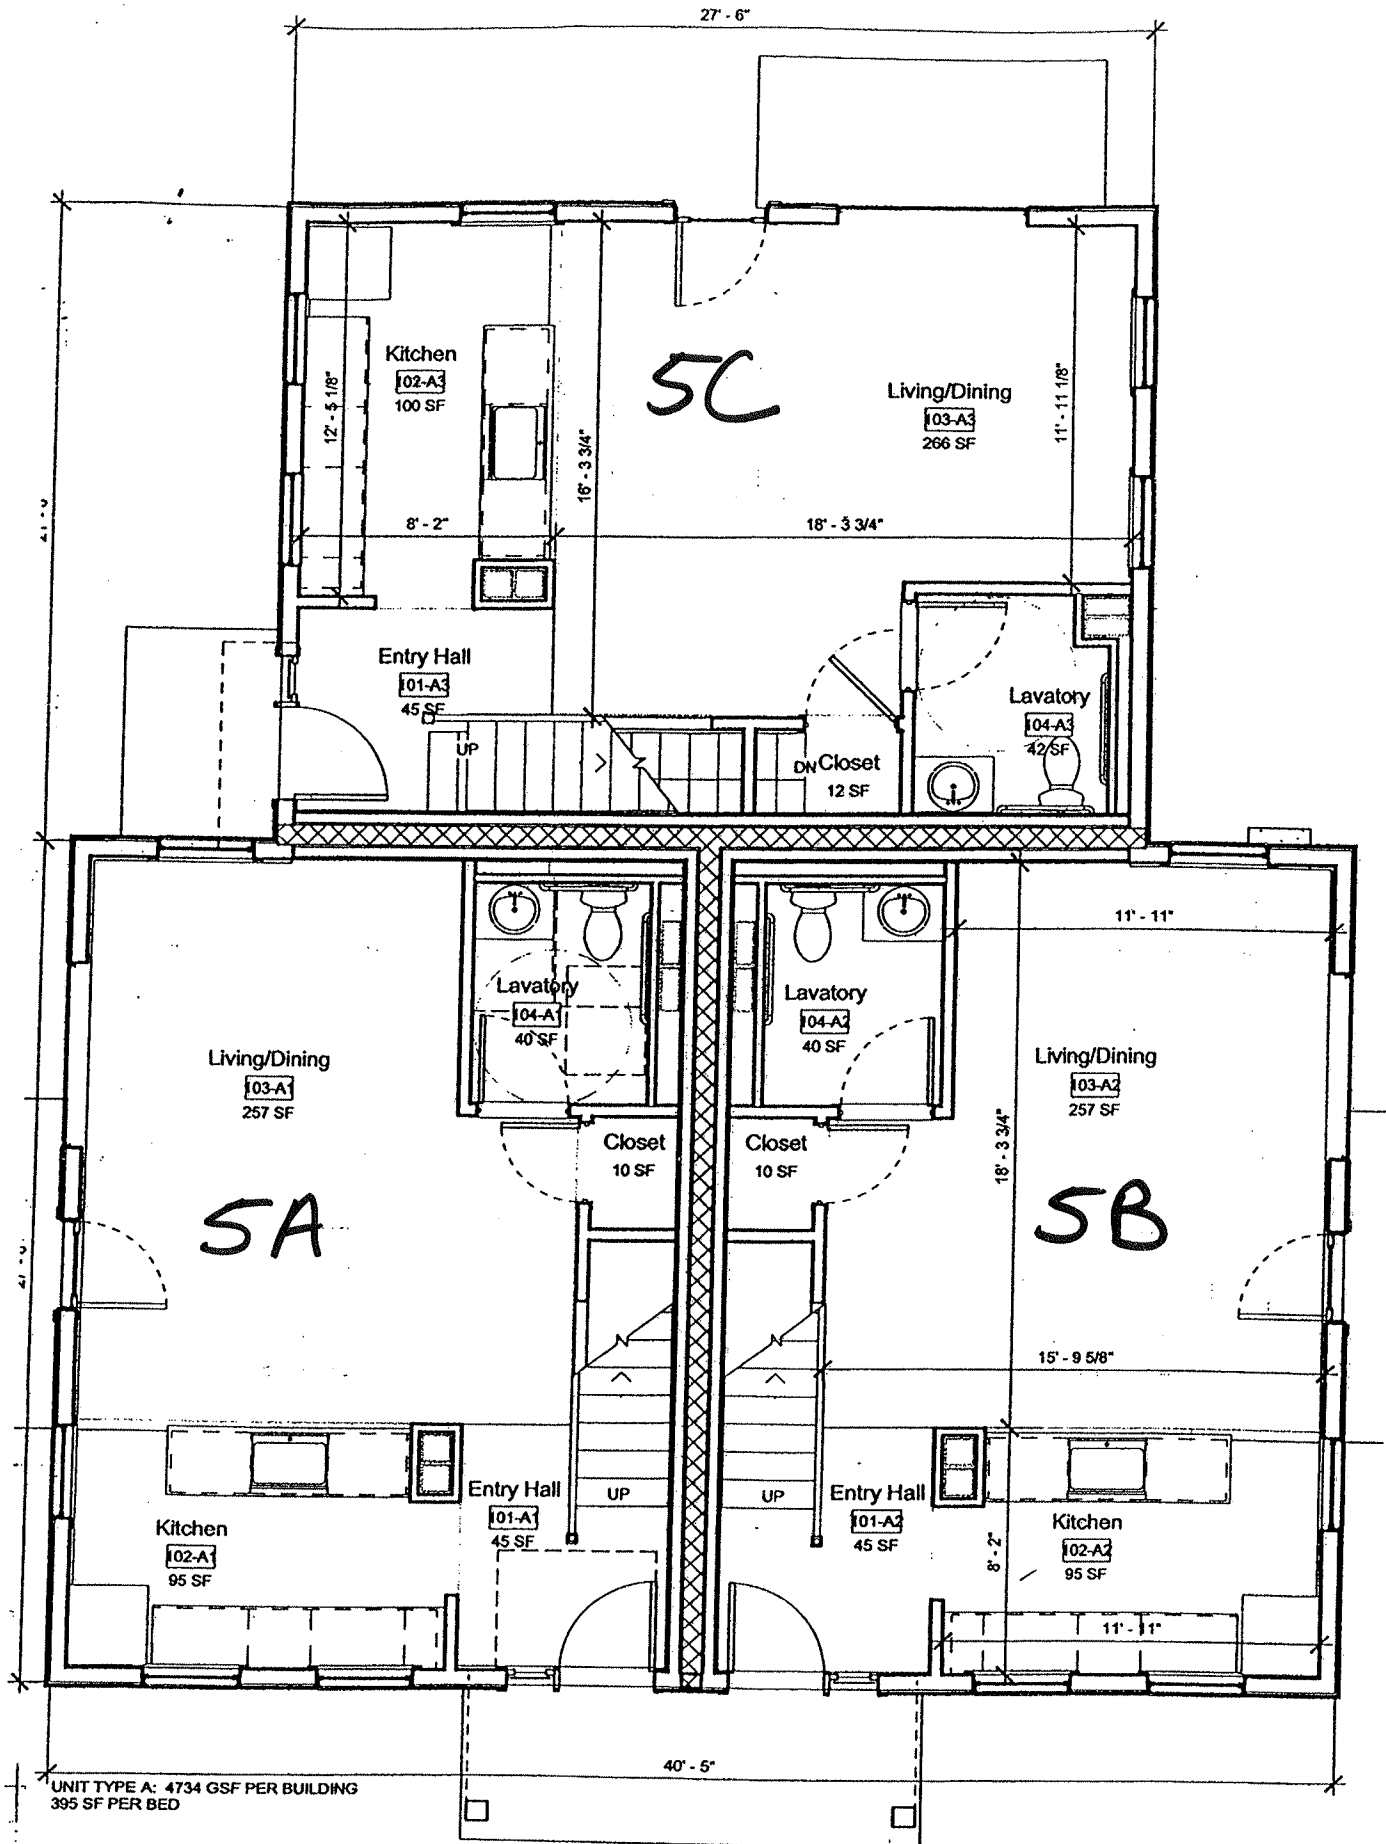 27' - 6"
Kitchen
102-A3
100 SF
12' - 5 1/8"
5C
16' - 3 3/4"
Living/Dining
103-A3
266 SF
11' - 11 1/8"
8' - 2"
18' - 3 3/4"
Entry Hall
101-A3
45 SF
UP
DN
Closet
12 SF
Lavatory
104-A3
42 SF
11' - 11"
Lavatory
104-A1
40 SF
Lavatory
104-A2
40 SF
Living/Dining
103-A1
257 SF
Living/Dining
103-A2
257 SF
Closet
10 SF
Closet
10 SF
18' - 3 3/4"
5A
5B
15' - 9 5/8"
UP
UP
Entry Hall
101-A1
45 SF
Entry Hall
101-A2
45 SF
Kitchen
102-A1
95 SF
8' - 2"
Kitchen
102-A2
95 SF
11' - 11"
40' - 5"
UNIT TYPE A: 4734 GSF PER BUILDING
395 SF PER BED